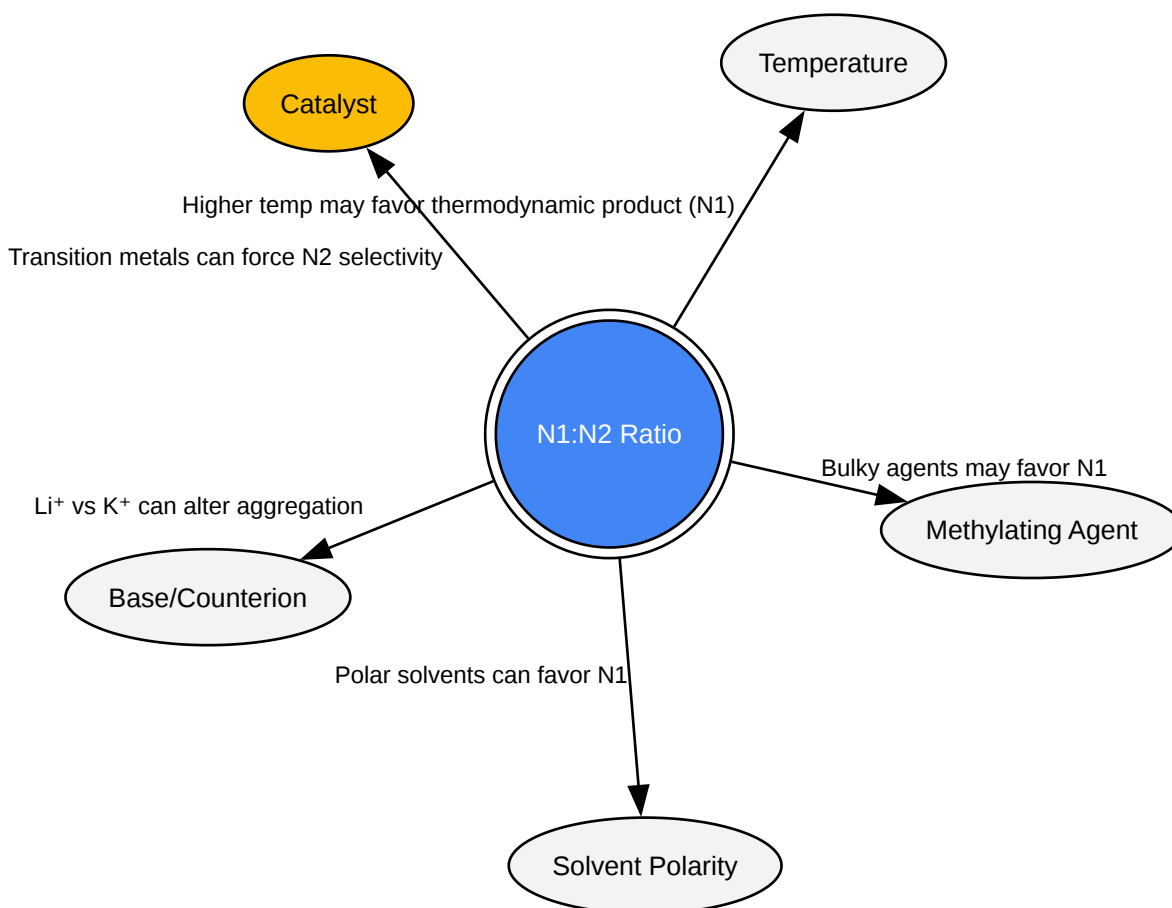 Temperature
Catalyst
Higher temp may favor thermodynamic product (N1)
Transition metals can force N2 selectivity
N1:N2 Ratio
Bulky agents may favor N1
Li⁺ vs K⁺ can alter aggregation
Methylating Agent
Base/Counterion
Polar solvents can favor N1
Solvent Polarity